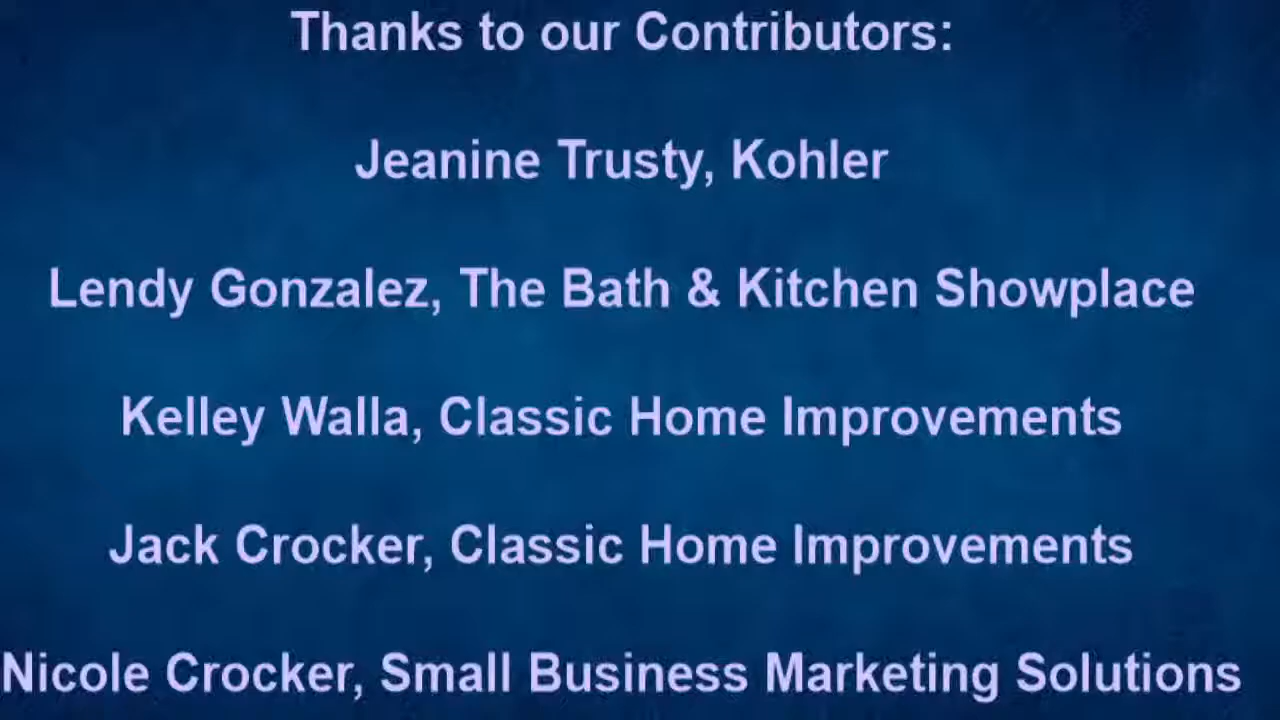 Thanks to our Contributors:
Jeanine Trusty, Kohler
Lendy Gonzalez, The Bath & Kitchen Showplace
Kelley Walla, Classic Home Improvements
Jack Crocker, Classic Home Improvements
Nicole Crocker, Small Business Marketing Solutions